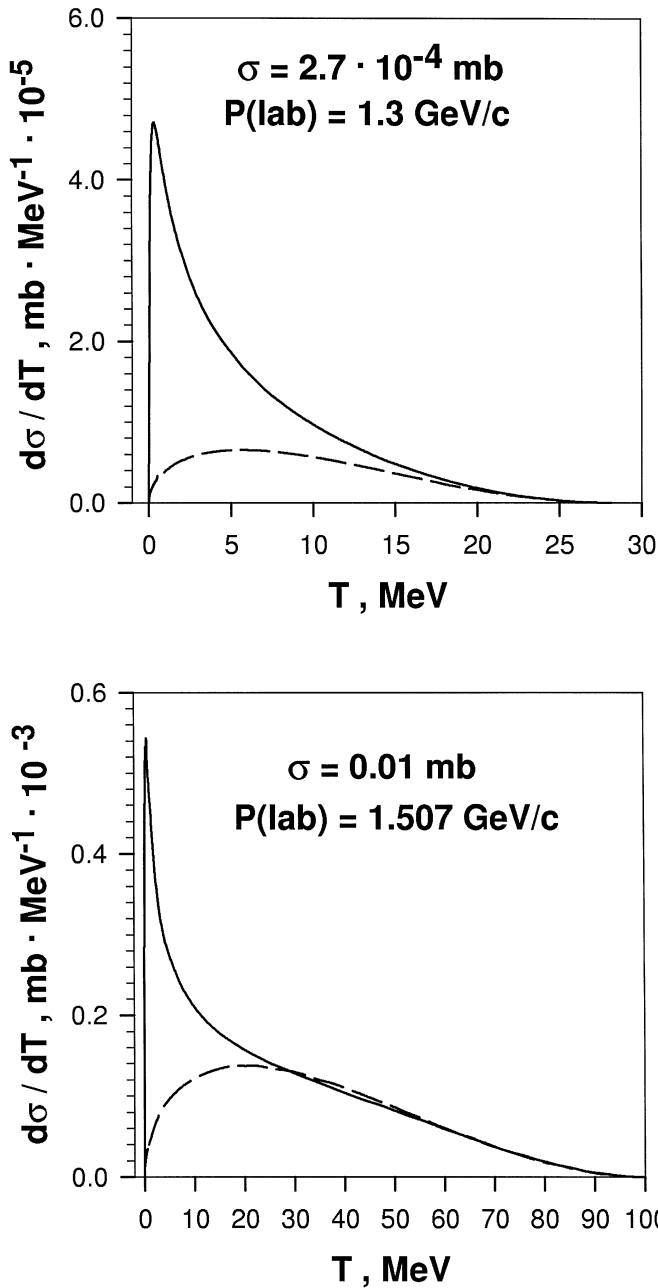 6.0
σ = 2.7 · 10⁻⁴ mb
P(lab) = 1.3 GeV/c
4.0
2.0
0.0
dσ / dT , mb · MeV⁻¹ · 10⁻⁵
0 5 10 15 20 25 30
T , MeV
0.6
σ = 0.01 mb
P(lab) = 1.507 GeV/c
0.4
0.2
0.0
dσ / dT , mb · MeV⁻¹ · 10⁻³
0 10 20 30 40 50 60 70 80 90 100
T , MeV